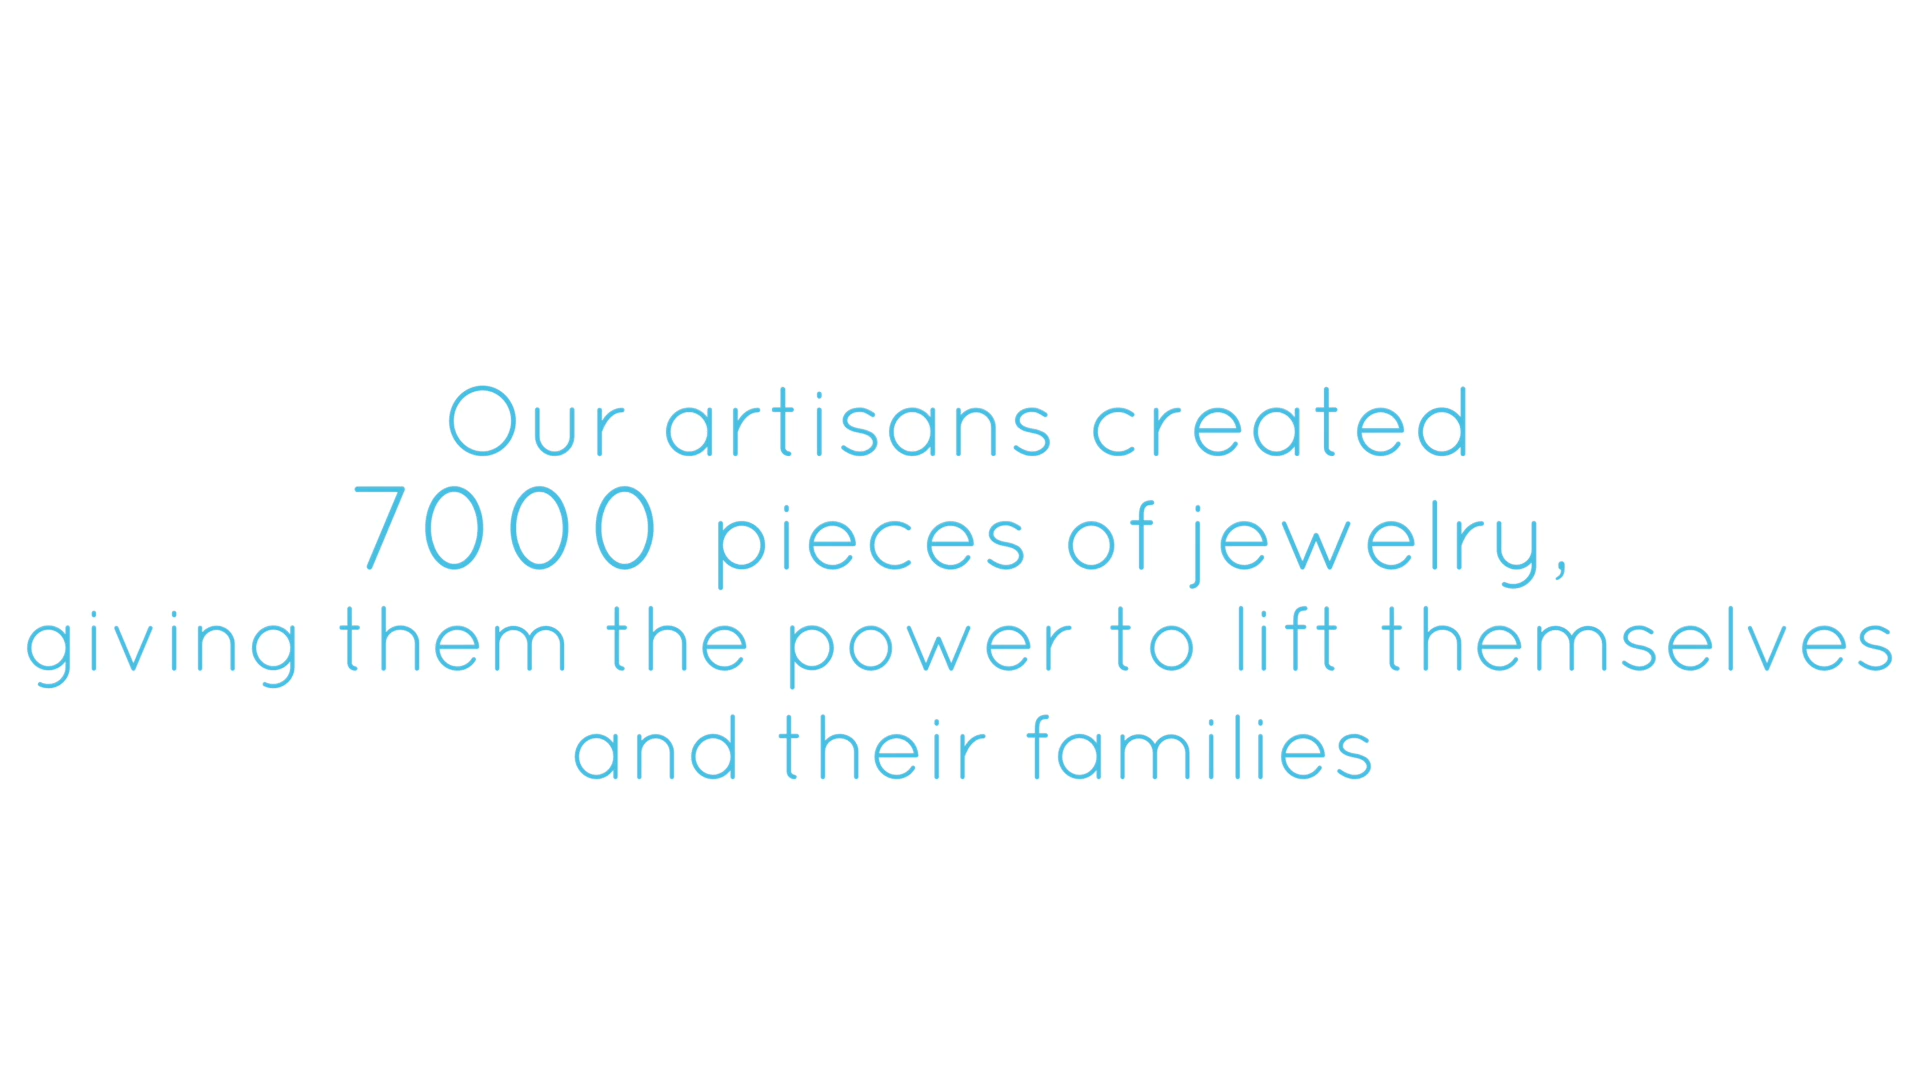 Our artisans created
7000 pieces of jewelry,
giving them the power to lift themselves
and their families